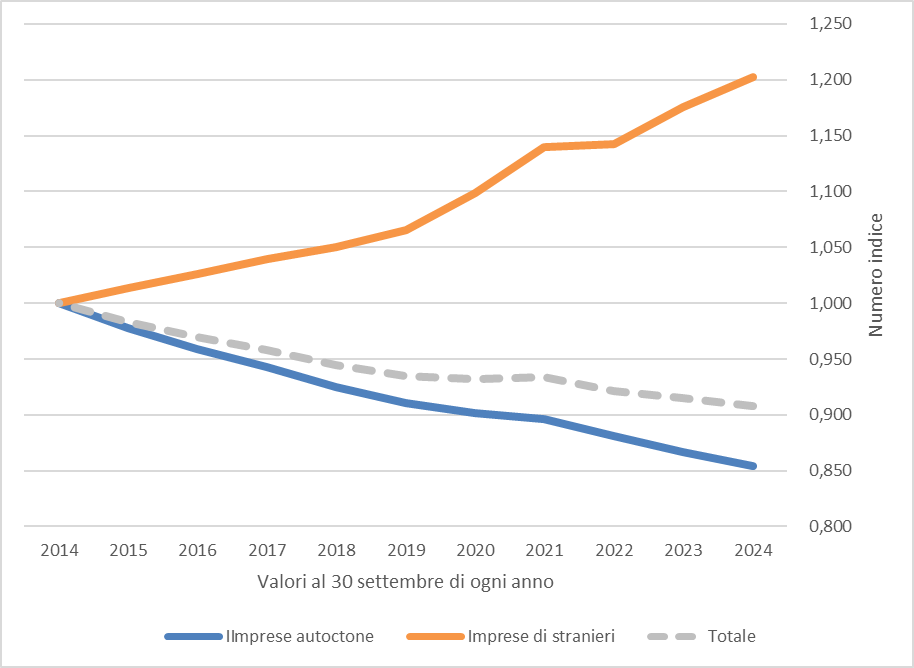 1,250
1,200
1,150
1,100
1,050
1,000
0,950
0,900
0,850
0,800
Numero indice
2014 2015 2016 2017 2018 2019 2020 2021 2022 2023 2024
Valori al 30 settembre di ogni anno
IImprese autoctone Imprese di stranieri Totale